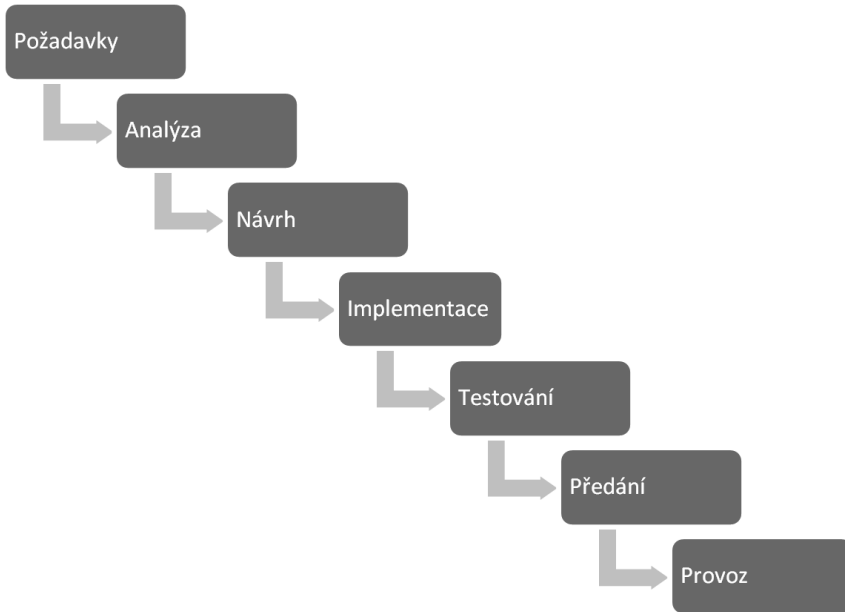 Požadavky
Analýza
Návrh
Implementace
Testování
Předání
Provoz